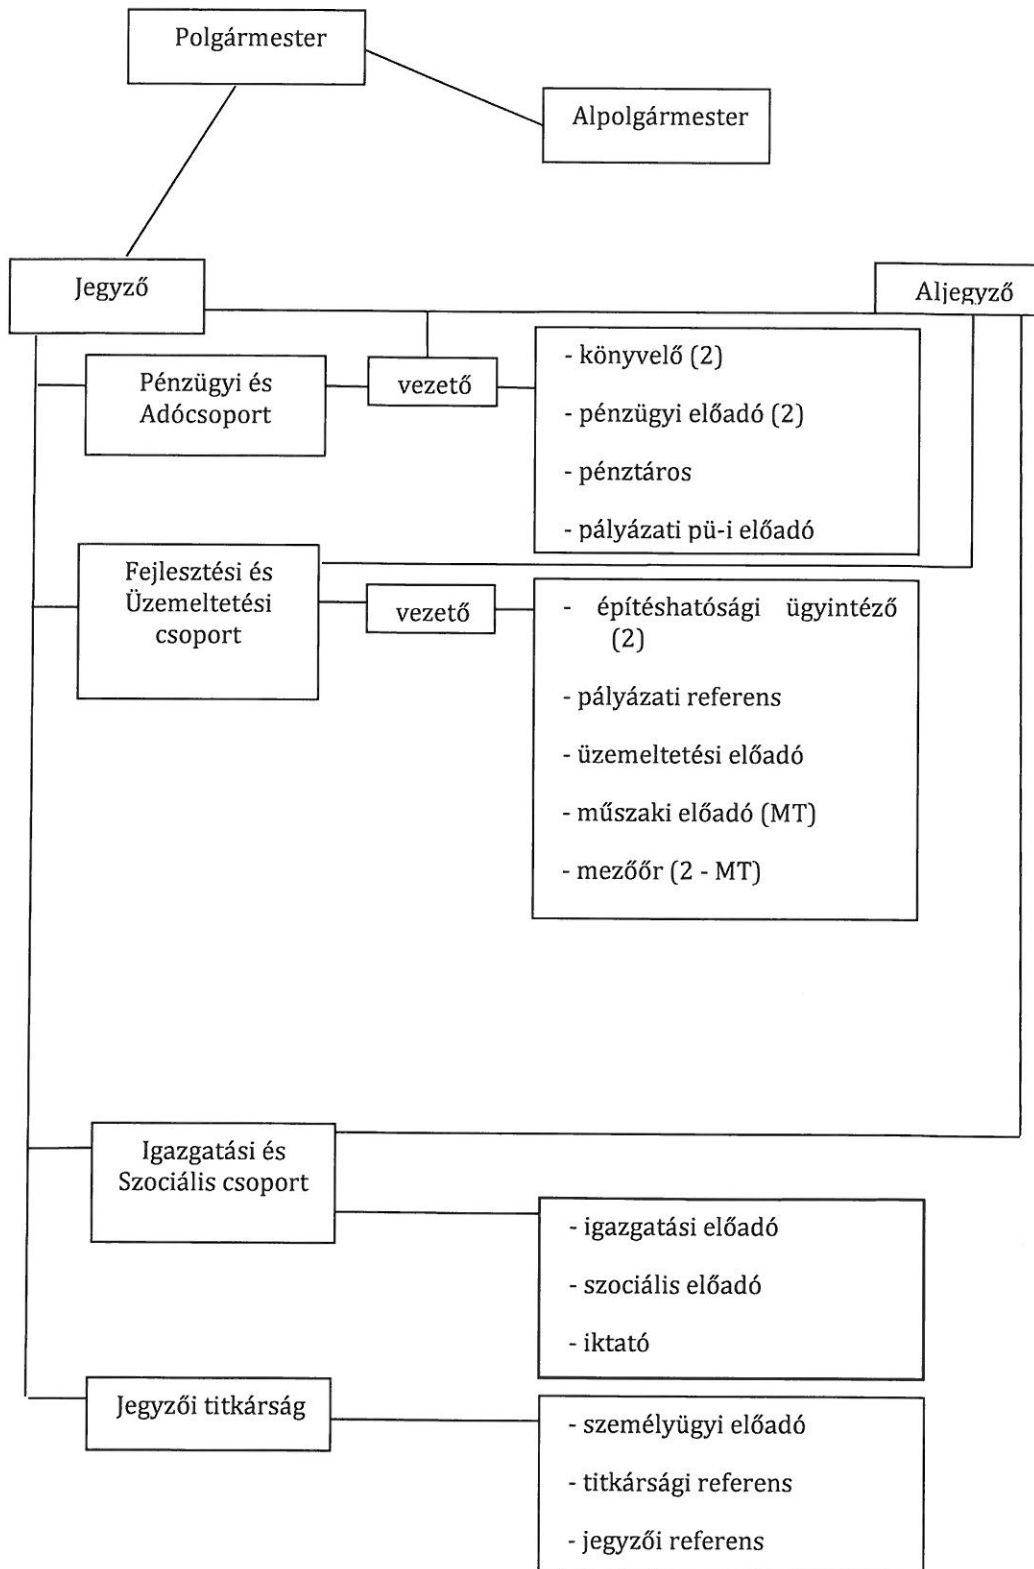 Polgármester
Alpolgármester
Jegyző
Aljegyző
Pénzügyi és
Adócsoport
vezető
- könyvelő (2)
- pénzügyi előadó (2)
- pénztáros
- pályázati pü-i előadó
Fejlesztési és
Üzemeltetési
csoport
vezető
- építéshatósági ügyintéző
(2)
- pályázati referens
- üzemeltetési előadó
- műszaki előadó (MT)
- mezőőr (2 - MT)
Igazgatási és
Szociális csoport
- igazgatási előadó
- szociális előadó
- iktató
Jegyzői titkárság
- személyügyi előadó
- titkársági referens
- jegyzői referens